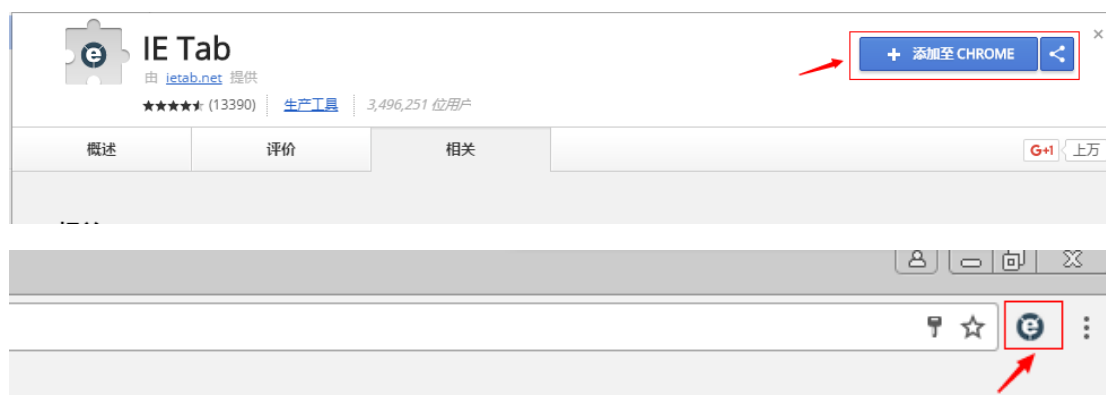 IE Tab
由 ietab.net 提供
(13390) 生产工具 3,496,251 位用户
+ 添加至 CHROME
概述 评价 相关
G+1 上万